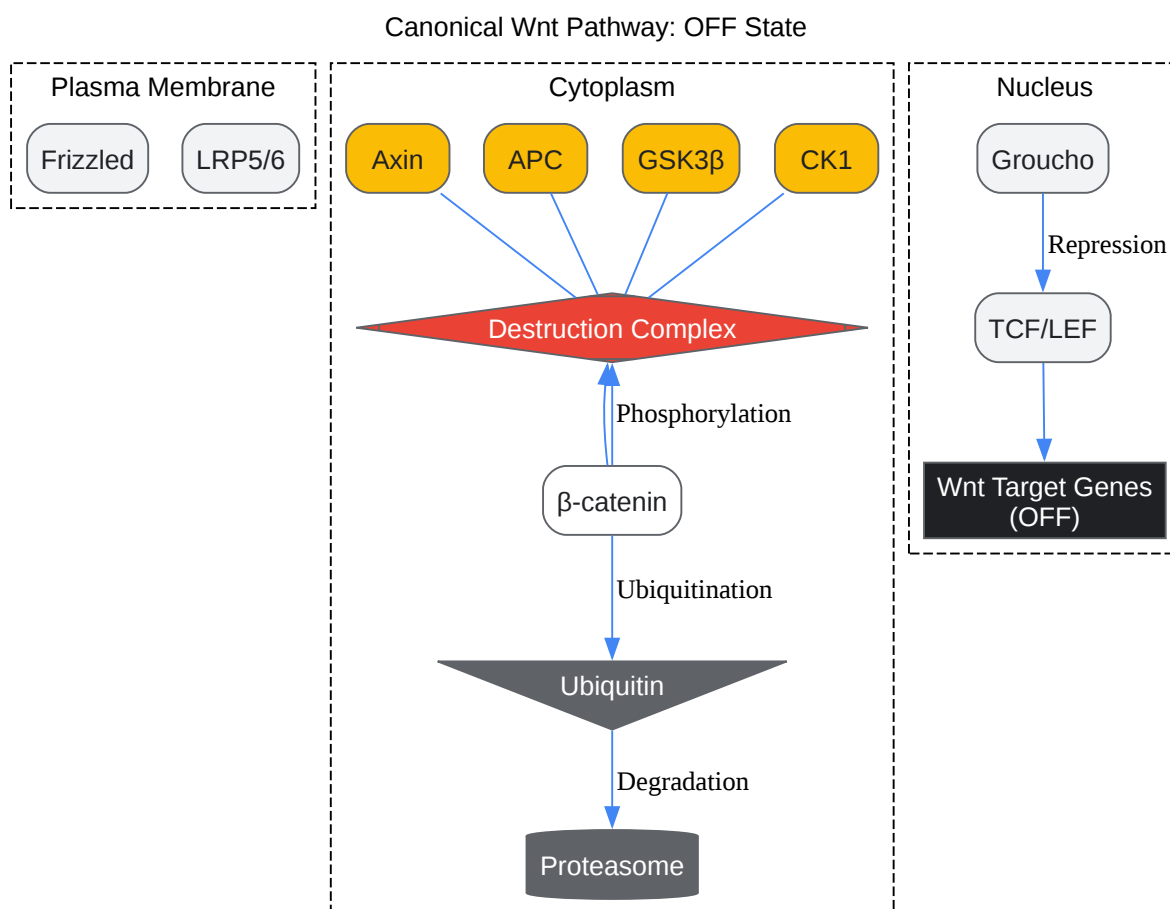 Canonical Wnt Pathway: OFF State
Plasma Membrane
Frizzled
LRP5/6
Cytoplasm
Axin
APC
GSK3β
CK1
Destruction Complex
Phosphorylation
β-catenin
Ubiquitination
Ubiquitin
Degradation
Proteasome
Nucleus
Groucho
Repression
TCF/LEF
Wnt Target Genes
(OFF)